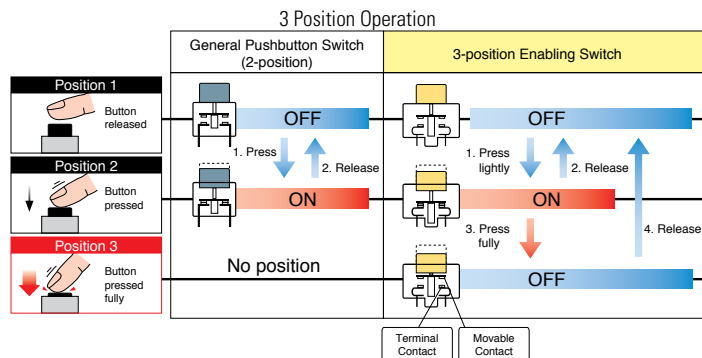 3 Position Operation
General Pushbutton Switch
(2-position)
3-position Enabling Switch
Position 1
Button
released
OFF
OFF
1. Press
2. Release
1. Press
lightly
2. Release
Position 2
Button
pressed
ON
ON
3. Press
fully
4. Release
Position 3
Button
pressed
fully
No position
OFF
Terminal
Contact
Movable
Contact